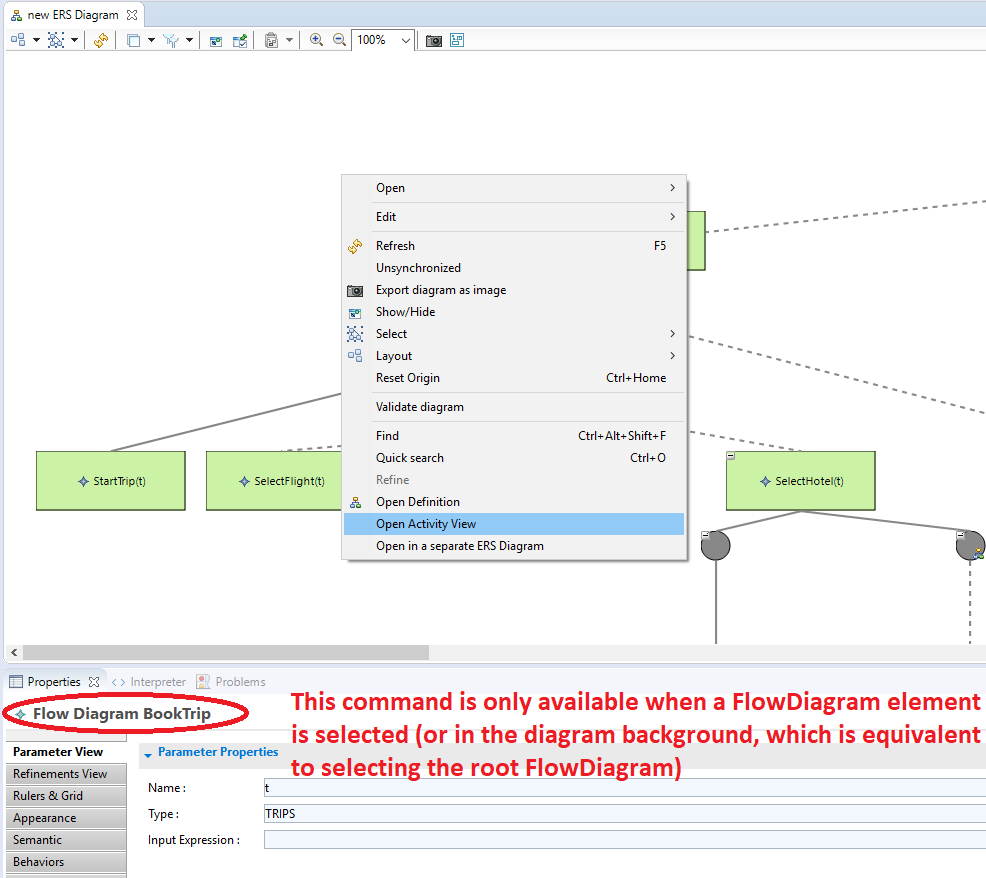 new ERS Diagram
100%
Open
Edit
Refresh F5
Unsynchronized
Export diagram as image
Show/Hide
Select
Layout
Reset Origin Ctrl+Home
Validate diagram
Find Ctrl+Alt+Shift+F
Quick search Ctrl+O
Refine
Open Definition
Open Activity View
Open in a separate ERS Diagram
StartTrip(t)
SelectFlight(t)
SelectHotel(t)
Properties Interpreter Problems
Flow Diagram BookTrip
This command is only available when a FlowDiagram element
is selected (or in the diagram background, which is equivalent
to selecting the root FlowDiagram)
Parameter View
Refinements View
Rulers & Grid
Appearance
Semantic
Behaviors
Parameter Properties
Name : t
Type : TRIPS
Input Expression :